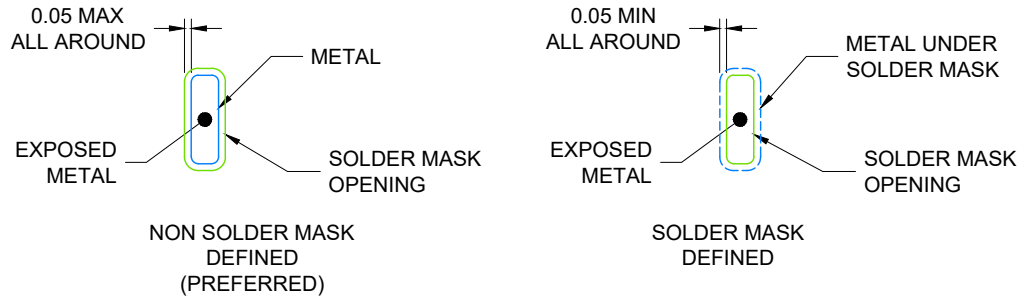 0.05 MAX
ALL AROUND
METAL
EXPOSED
METAL
SOLDER MASK
OPENING
NON SOLDER MASK
DEFINED
(PREFERRED)
0.05 MIN
ALL AROUND
METAL UNDER
SOLDER MASK
EXPOSED
METAL
SOLDER MASK
OPENING
SOLDER MASK
DEFINED